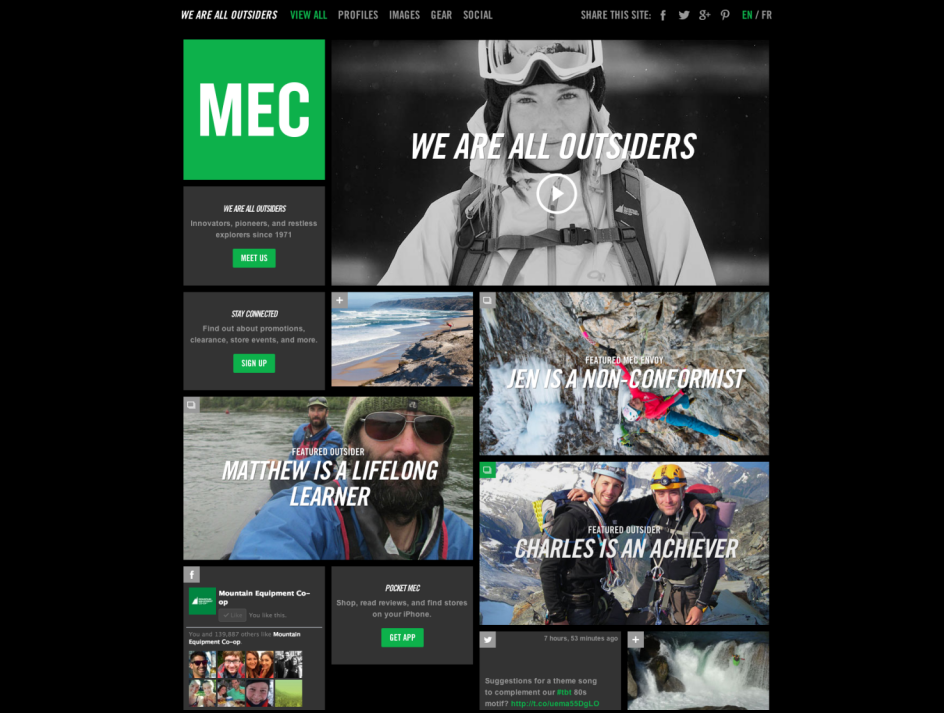 WE ARE ALL OUTSIDERS VIEW ALL PROFILES IMAGES GEAR SOCIAL SHARE THIS SITE: EN / FR
MEC
WE ARE ALL OUTSIDERS
WE ARE ALL OUTSIDERS
Innovators, pioneers, and restless
explorers since 1971
MEET US
STAY CONNECTED
Find out about promotions,
clearance, store events, and more.
SIGN UP
FEATURED MEC ENVOY
JEN IS A NON-CONFORMIST
FEATURED OUTSIDER
MATTHEW IS A LIFELONG
LEARNER
FEATURED OUTSIDER
CHARLES IS AN ACHIEVER
Mountain Equipment Co-
op
Like You like this.
You and 139,887 others like Mountain
Equipment Co-op.
POCKET MEC
Shop, read reviews, and find stores
on your iPhone.
GET APP
7 hours, 53 minutes ago
Suggestions for a theme song
to complement our #tbt 80s
motif? http://t.co/uema55DgLO